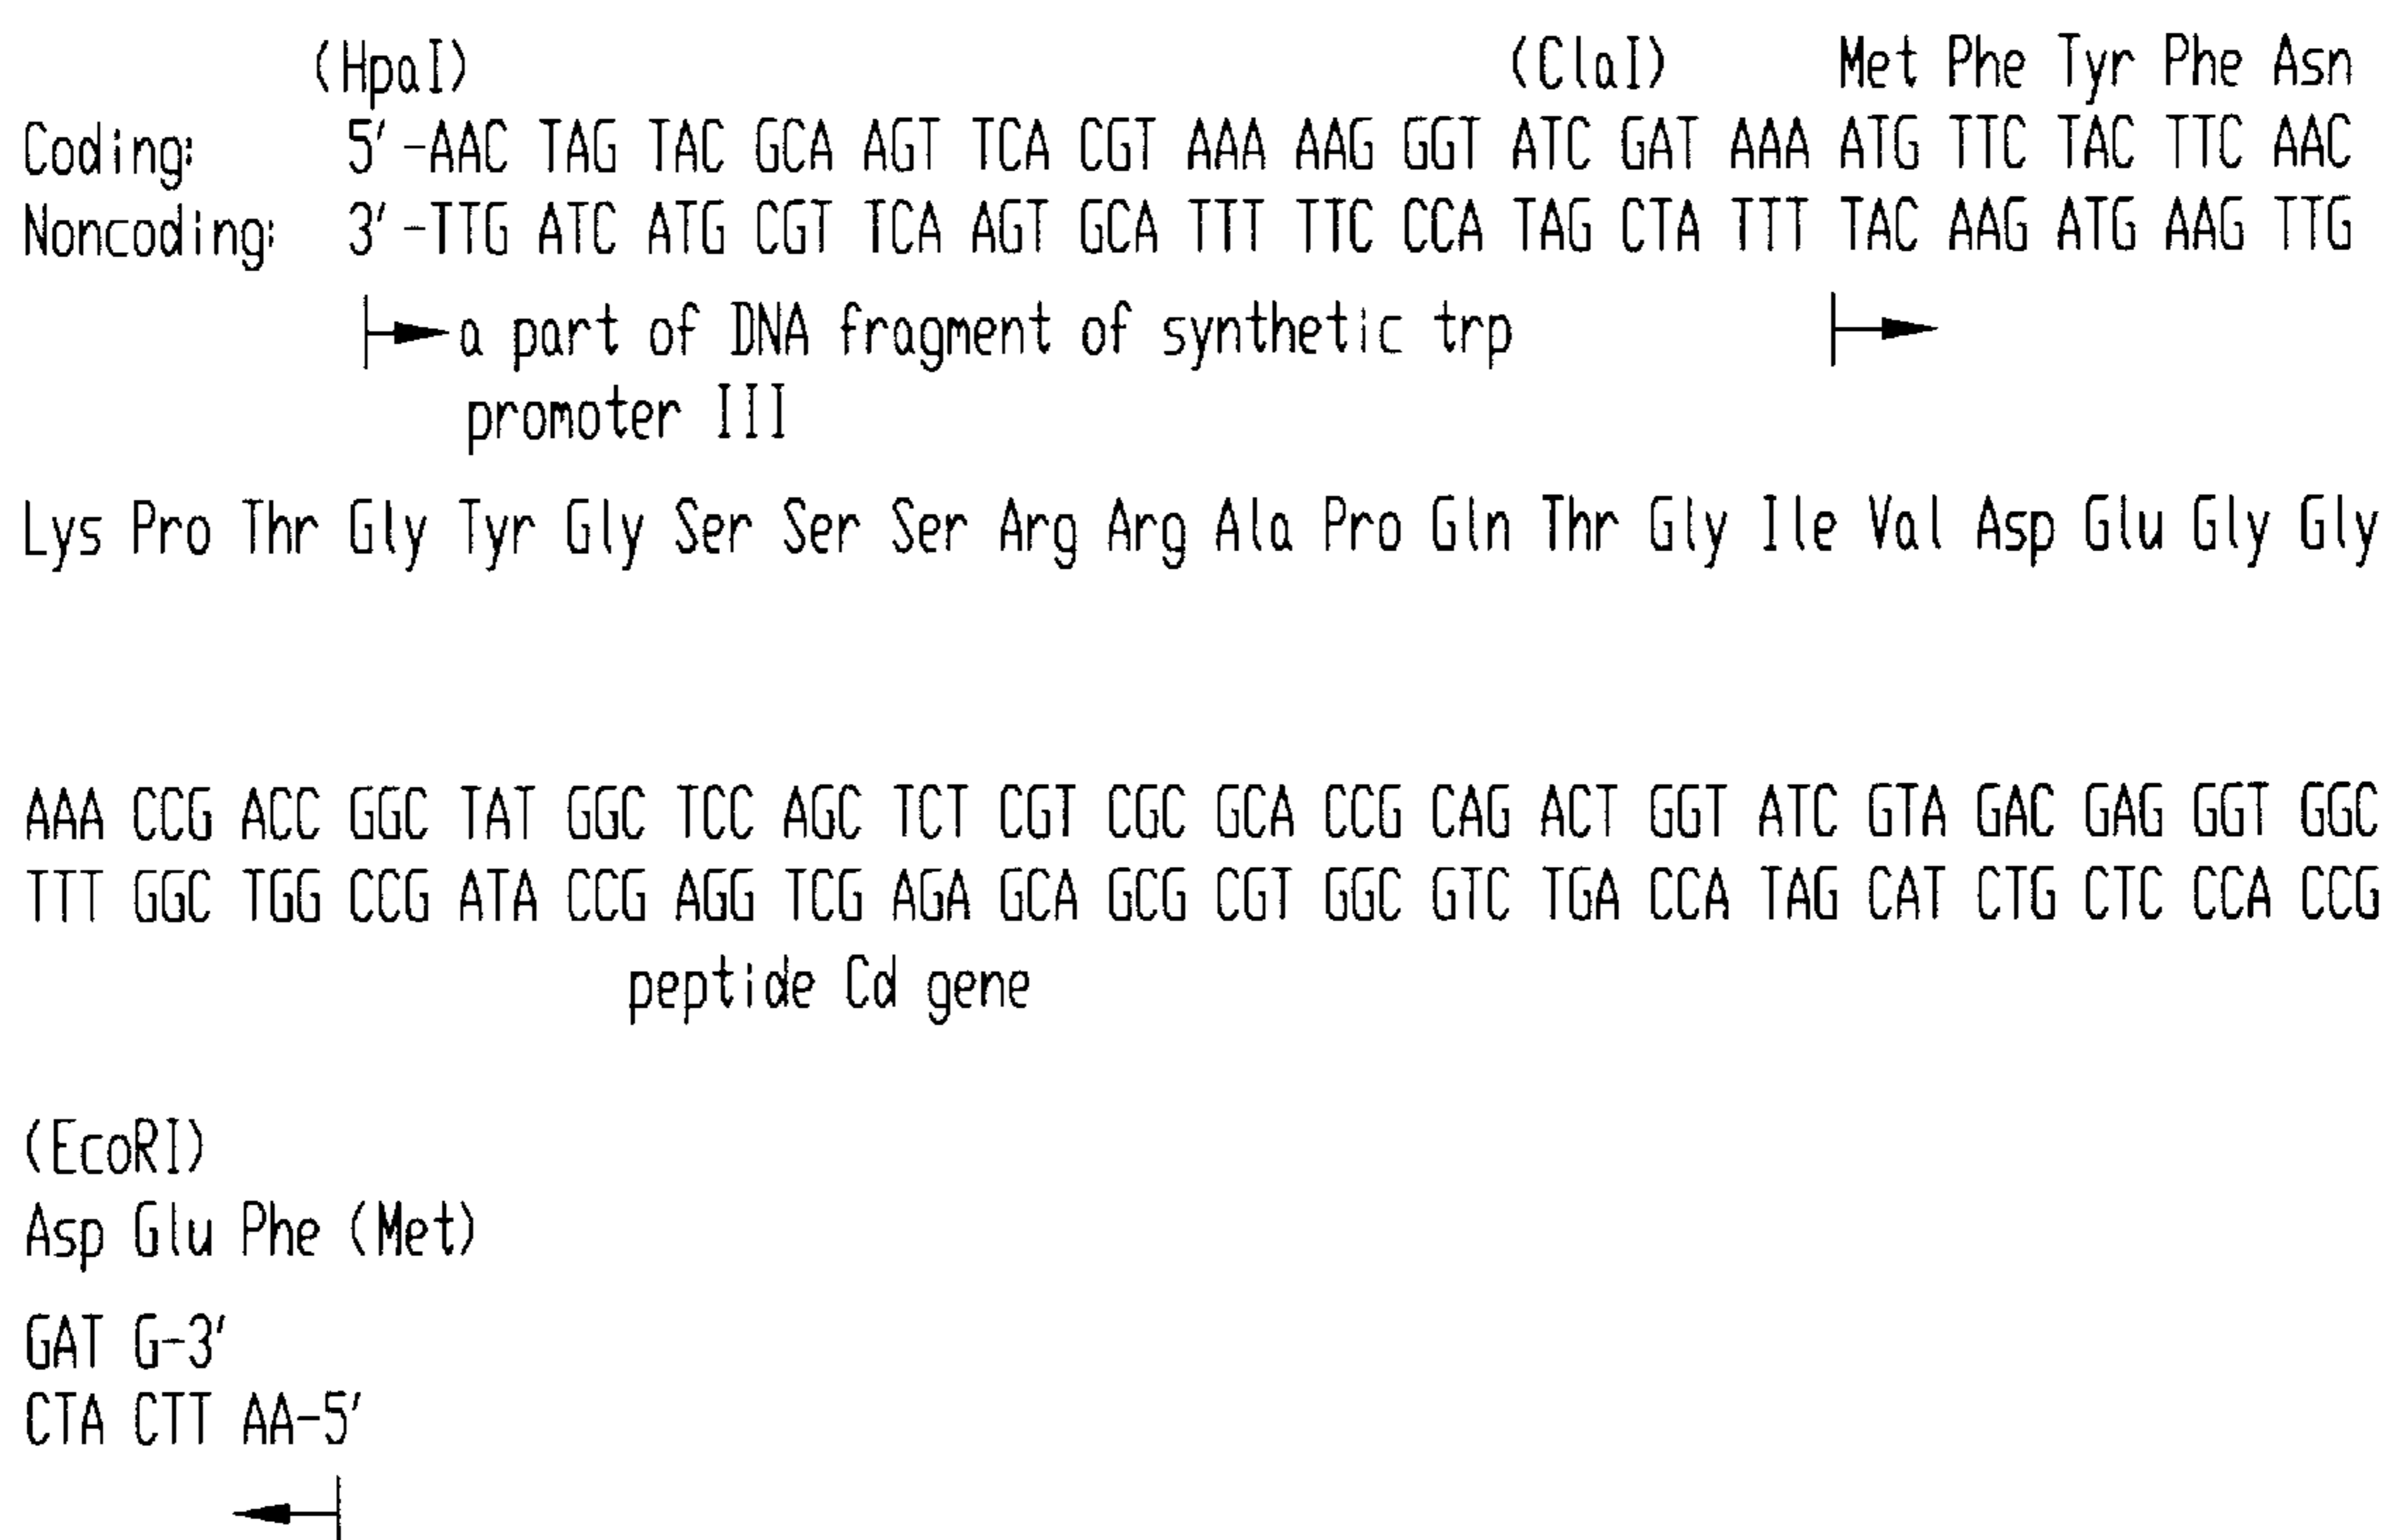 (HpaI) (ClaI) Met Phe Tyr Phe Asn
Coding: 5′-AAC TAG TAC GCA AGT TCA CGT AAA AAG GGT ATC GAT AAA ATG TTC TAC TTC AAC
Noncoding: 3′-TTG ATC ATG CGT TCA AGT GCA TTT TTC CCA TAG CTA TTT TAC AAG ATG AAG TTG
a part of DNA fragment of synthetic trp
promoter III
Lys Pro Thr Gly Tyr Gly Ser Ser Ser Arg Arg Ala Pro Gln Thr Gly Ile Val Asp Glu Gly Gly
AAA CCG ACC GGC TAT GGC TCC AGC TCT CGT CGC GCA CCG CAG ACT GGT ATC GTA GAC GAG GGT GGC
TTT GGC TGG CCG ATA CCG AGG TCG AGA GCA GCG CGT GGC GTC TGA CCA TAG CAT CTG CTC CCA CCG
peptide Cd gene
(EcoRI)
Asp Glu Phe (Met)
GAT G-3′
CTA CTT AA-5′